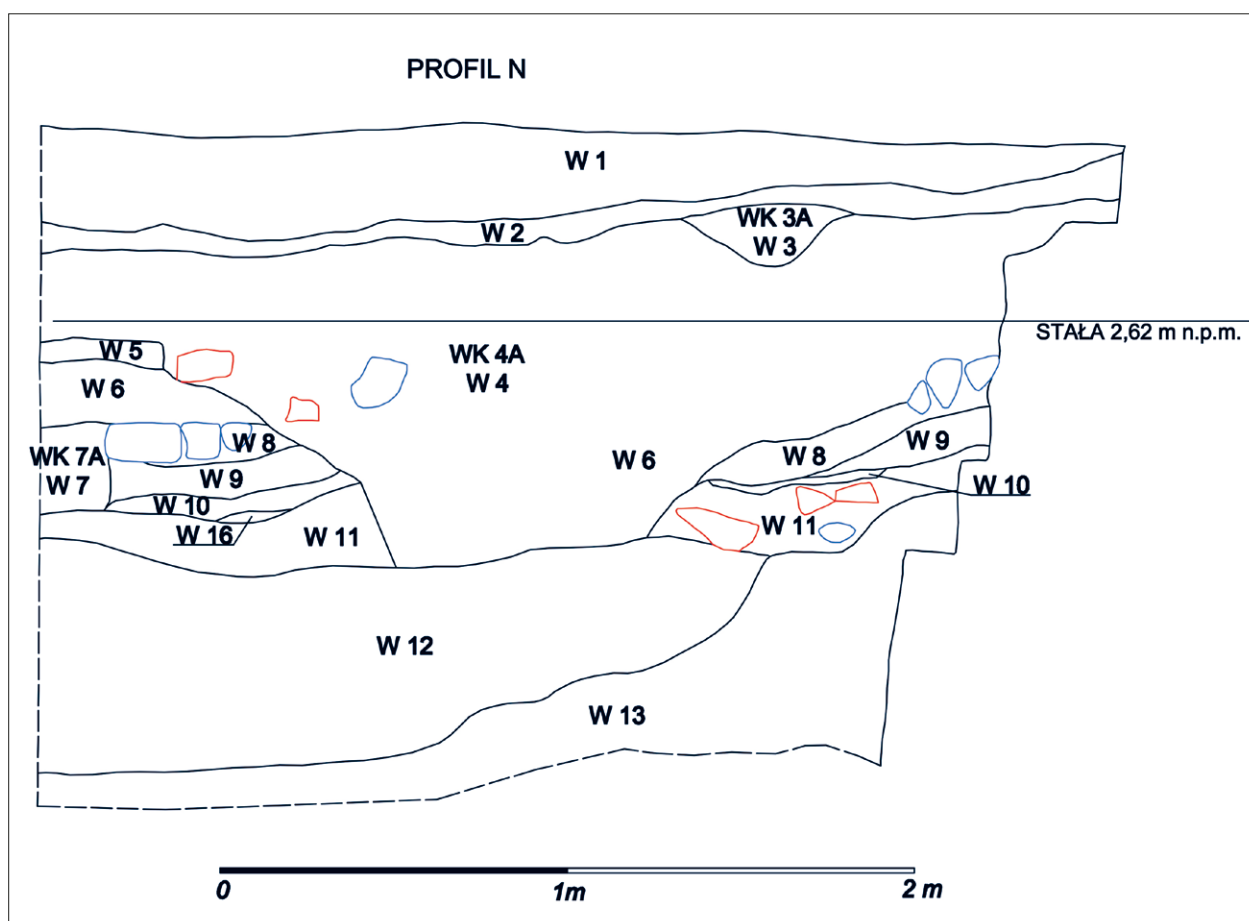 PROFIL N
W 1
WK 3A
W 3
W 2
STAŁA 2,62 m n.p.m.
W 5
WK 4A
W 4
W 6
W 8
WK 7A
W 7
W 9
W 10
W 16
W 11
W 6
W 8
W 9
W 10
W 11
W 12
W 13
0 1m 2 m